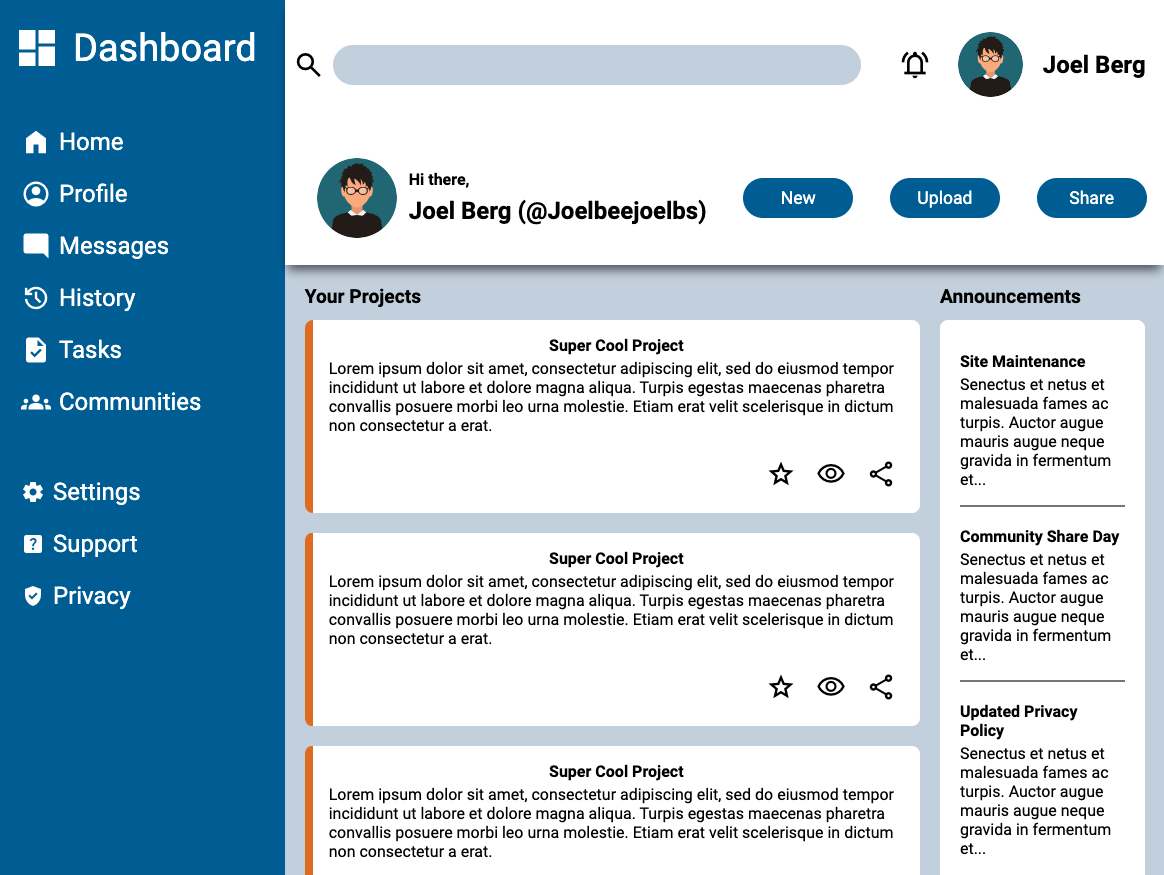 Dashboard
Home
Profile
Messages
History
Tasks
Communities
Settings
? Support
Privacy
Joel Berg
Hi there,
Joel Berg (@Joelbeejoelbs)
New
Upload
Share
Your Projects
Super Cool Project
Lorem ipsum dolor sit amet, consectetur adipiscing elit, sed do eiusmod tempor
incididunt ut labore et dolore magna aliqua. Turpis egestas maecenas pharetra
convallis posuere morbi leo urna molestie. Etiam erat velit scelerisque in dictum
non consectetur a erat.
Super Cool Project
Lorem ipsum dolor sit amet, consectetur adipiscing elit, sed do eiusmod tempor
incididunt ut labore et dolore magna aliqua. Turpis egestas maecenas pharetra
convallis posuere morbi leo urna molestie. Etiam erat velit scelerisque in dictum
non consectetur a erat.
Super Cool Project
Lorem ipsum dolor sit amet, consectetur adipiscing elit, sed do eiusmod tempor
incididunt ut labore et dolore magna aliqua. Turpis egestas maecenas pharetra
convallis posuere morbi leo urna molestie. Etiam erat velit scelerisque in dictum
non consectetur a erat.
Announcements
Site Maintenance
Senectus et netus et
malesuada fames ac
turpis. Auctor augue
mauris augue neque
gravida in fermentum
et...
Community Share Day
Senectus et netus et
malesuada fames ac
turpis. Auctor augue
mauris augue neque
gravida in fermentum
et...
Updated Privacy
Policy
Senectus et netus et
malesuada fames ac
turpis. Auctor augue
mauris augue neque
gravida in fermentum
et...